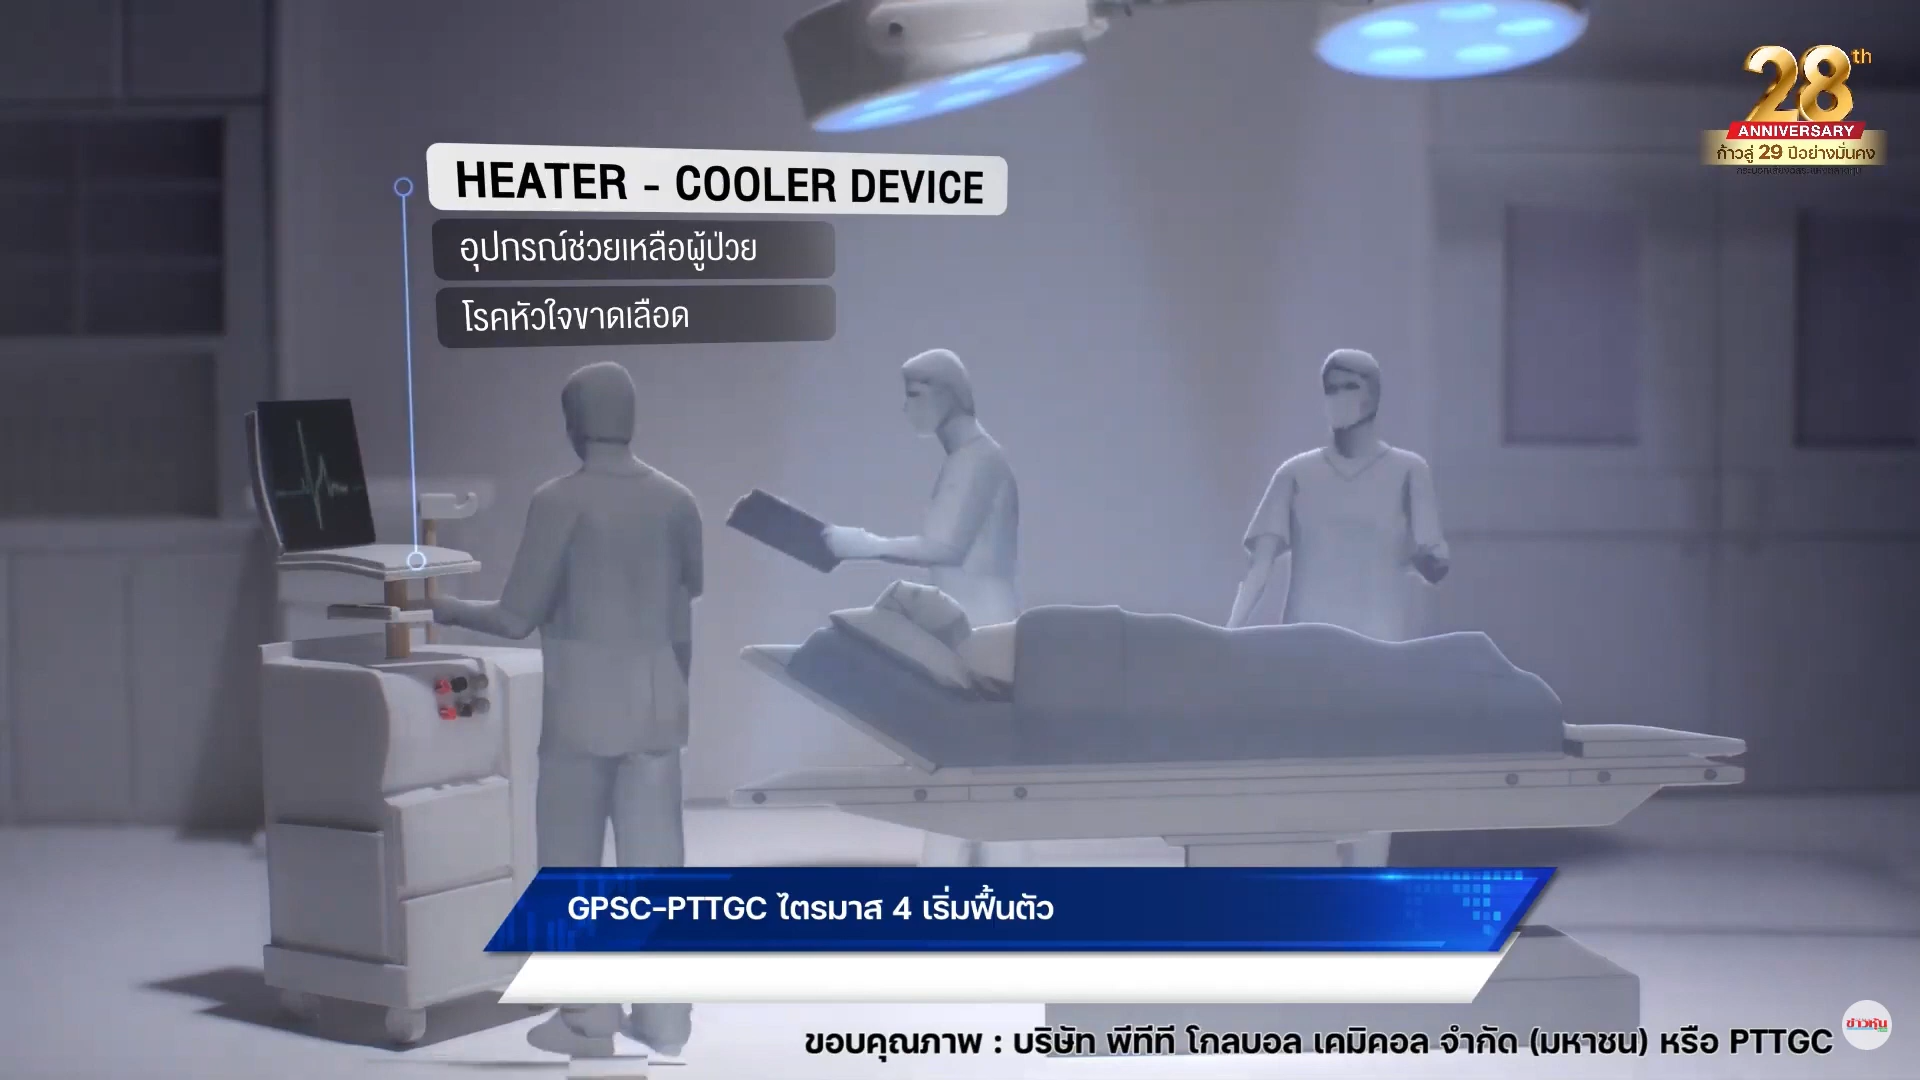 28th
ANNIVERSARY
ก้าวสู่ 29 ปีอย่างมั่นคง
HEATER - COOLER DEVICE
อุปกรณ์ช่วยเหลือผู้ป่วย
โรคหัวใจขาดเลือด
GPSC-PTTGC ไตรมาส 4 เริ่มฟื้นตัว
ขอบคุณภาพ : บริษัท พีทีที โกลบอล เคมิคอล จำกัด (มหาชน) หรือ PTTGC
ข่าวหุ้น